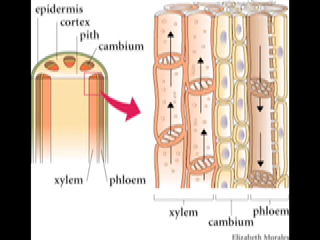 epidermis
cortex
pith
cambium
xylem
phloem
xylem
cambium
phloem
Elizabeth Morales